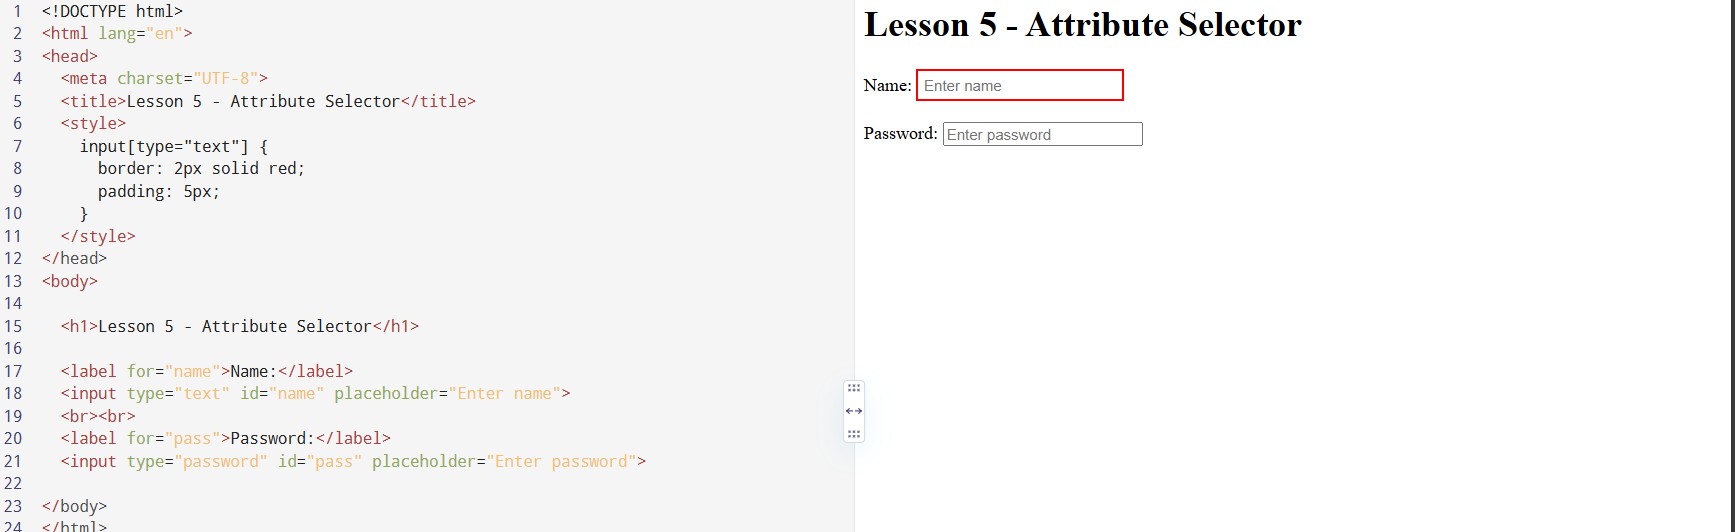 1 <!DOCTYPE html>
2 <html lang="en">
3 <head>
4   <meta charset="UTF-8">
5   <title>Lesson 5 - Attribute Selector</title>
6   <style>
7     input[type="text"] {
8       border: 2px solid red;
9       padding: 5px;
10     }
11   </style>
12 </head>
13 <body>
14
15   <h1>Lesson 5 - Attribute Selector</h1>
16
17   <label for="name">Name:</label>
18   <input type="text" id="name" placeholder="Enter name">
19   <br><br>
20   <label for="pass">Password:</label>
21   <input type="password" id="pass" placeholder="Enter password">
22
23 </body>
24 </html>
Lesson 5 - Attribute Selector
Name: Enter name
Password: Enter password